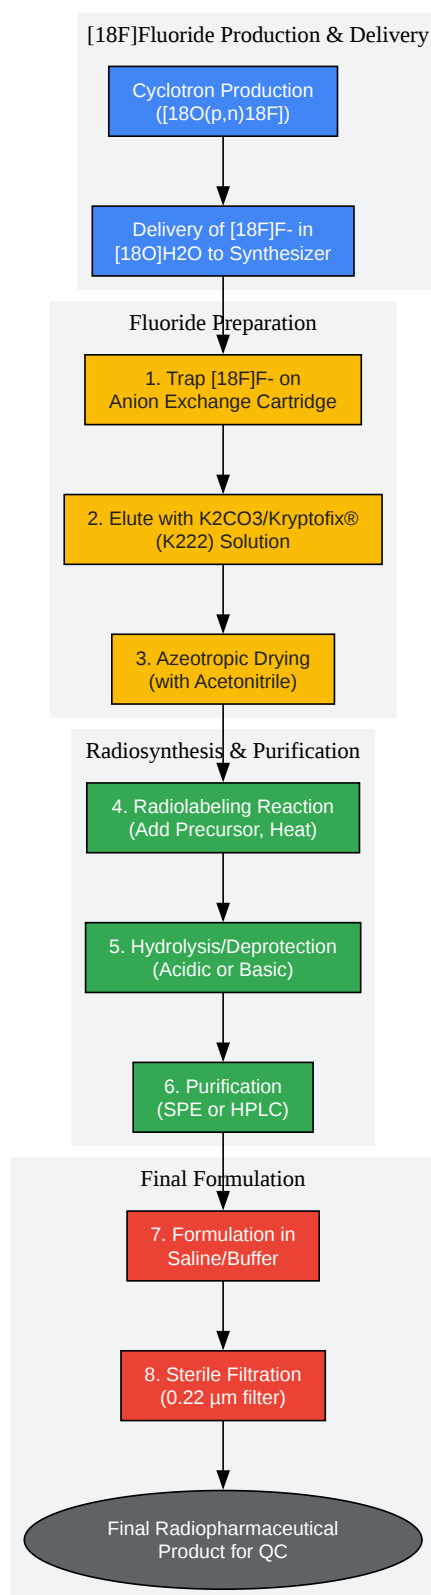 [18F]Fluoride Production & Delivery
Cyclotron Production
([18O(p,n)18F])
Delivery of [18F]F- in
[18O]H2O to Synthesizer
Fluoride Preparation
1. Trap [18F]F- on
Anion Exchange Cartridge
2. Elute with K2CO3/Kryptofix®
(K222) Solution
3. Azeotropic Drying
(with Acetonitrile)
Radiosynthesis & Purification
4. Radiolabeling Reaction
(Add Precursor, Heat)
5. Hydrolysis/Deprotection
(Acidic or Basic)
6. Purification
(SPE or HPLC)
Final Formulation
7. Formulation in
Saline/Buffer
8. Sterile Filtration
(0.22 µm filter)
Final Radiopharmaceutical
Product for QC